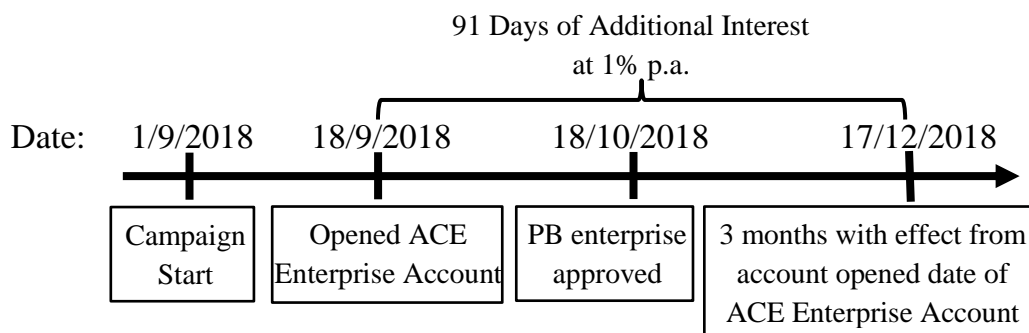 91 Days of Additional Interest
at 1% p.a.
Date: 1/9/2018 18/9/2018 18/10/2018 17/12/2018
Campaign Start
Opened ACE Enterprise Account
PB enterprise approved
3 months with effect from account opened date of ACE Enterprise Account